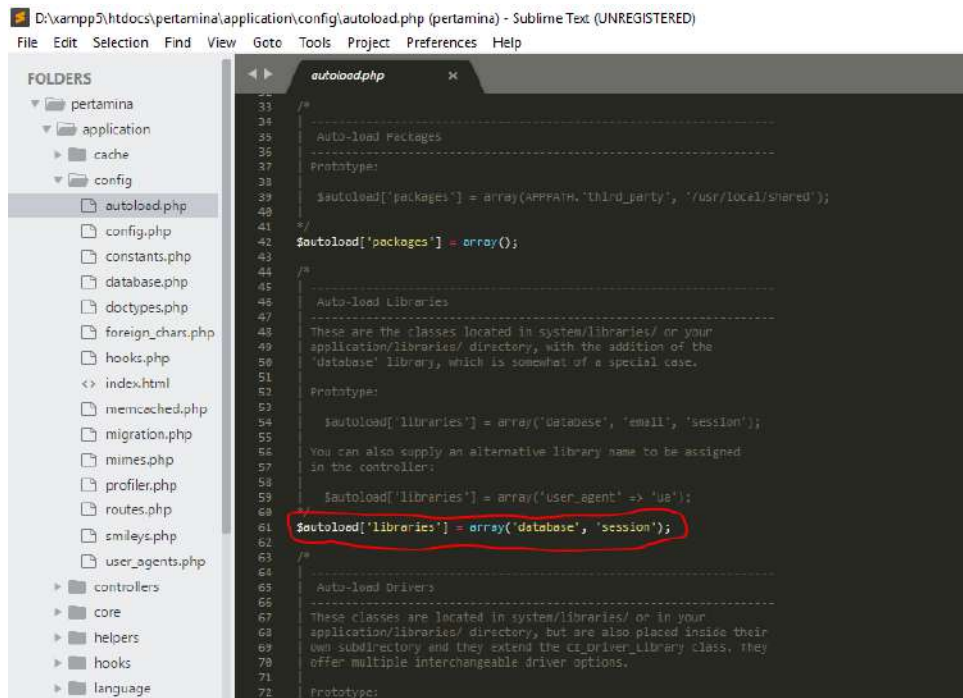 D:\xampp5\htdocs\pertamina\application\config\autoload.php (pertamina) - Sublime Text (UNREGISTERED)
File Edit Selection Find View Goto Tools Project Preferences Help
FOLDERS
pertamina
application
cache
config
autoload.php
config.php
constants.php
database.php
doctypes.php
foreign_chars.php
hooks.php
<> index.html
memcached.php
migration.php
mimes.php
profiler.php
routes.php
smileys.php
user_agents.php
controllers
core
helpers
hooks
language
autoload.php ×
32
33 /*
34 | -------------------------------------------------------------------
35 | Auto-load Packages
36 | -------------------------------------------------------------------
37 | Prototype:
38 |
39 | $autoload['packages'] = array(APPPATH.'third_party', '/usr/local/shared');
40 |
41 */
42 $autoload['packages'] = array();
43
44 /*
45 | -------------------------------------------------------------------
46 | Auto-load Libraries
47 | -------------------------------------------------------------------
48 | These are the classes located in system/libraries/ or your
49 | application/libraries/ directory, with the addition of the
50 | 'database' library, which is somewhat of a special case.
51 |
52 | Prototype:
53 |
54 | $autoload['libraries'] = array('database', 'email', 'session');
55 |
56 | You can also supply an alternative library name to be assigned
57 | in the controller:
58 |
59 | $autoload['libraries'] = array('user_agent' => 'ua');
60 */
61 $autoload['libraries'] = array('database', 'session');
62
63 /*
64 | -------------------------------------------------------------------
65 | Auto-load Drivers
66 | -------------------------------------------------------------------
67 | These classes are located in system/libraries/ or in your
68 | application/libraries/ directory, but are also placed inside their
69 | own subdirectory and they extend the CI_Driver_Library class. They
70 | offer multiple interchangeable driver options.
71 |
72 | Prototype: